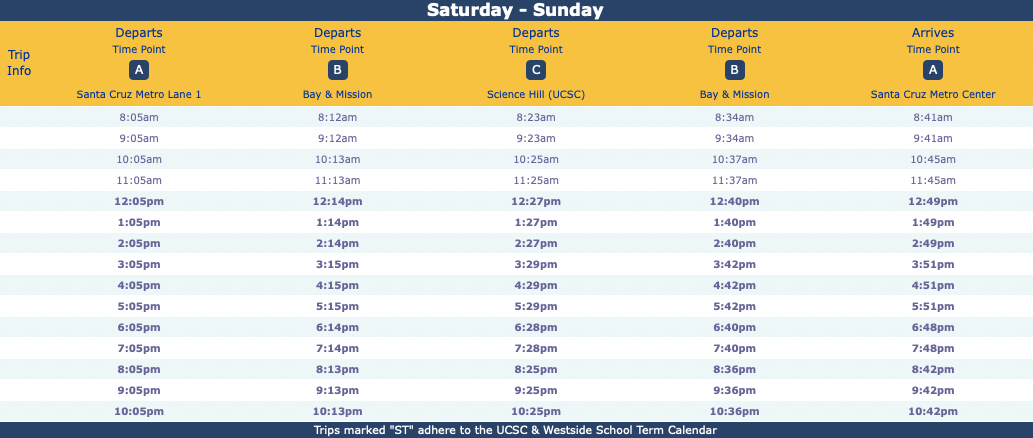 Saturday - Sunday
Trip Info
Departs Departs Departs Departs Arrives
Time Point Time Point Time Point Time Point Time Point
A B C B A
Santa Cruz Metro Lane 1 Bay & Mission Science Hill (UCSC) Bay & Mission Santa Cruz Metro Center
8:05am 8:12am 8:23am 8:34am 8:41am
9:05am 9:12am 9:23am 9:34am 9:41am
10:05am 10:13am 10:25am 10:37am 10:45am
11:05am 11:13am 11:25am 11:37am 11:45am
12:05pm 12:14pm 12:27pm 12:40pm 12:49pm
1:05pm 1:14pm 1:27pm 1:40pm 1:49pm
2:05pm 2:14pm 2:27pm 2:40pm 2:49pm
3:05pm 3:15pm 3:29pm 3:42pm 3:51pm
4:05pm 4:15pm 4:29pm 4:42pm 4:51pm
5:05pm 5:15pm 5:29pm 5:42pm 5:51pm
6:05pm 6:14pm 6:28pm 6:40pm 6:48pm
7:05pm 7:14pm 7:28pm 7:40pm 7:48pm
8:05pm 8:13pm 8:25pm 8:36pm 8:42pm
9:05pm 9:13pm 9:25pm 9:36pm 9:42pm
10:05pm 10:13pm 10:25pm 10:36pm 10:42pm
Trips marked "ST" adhere to the UCSC & Westside School Term Calendar